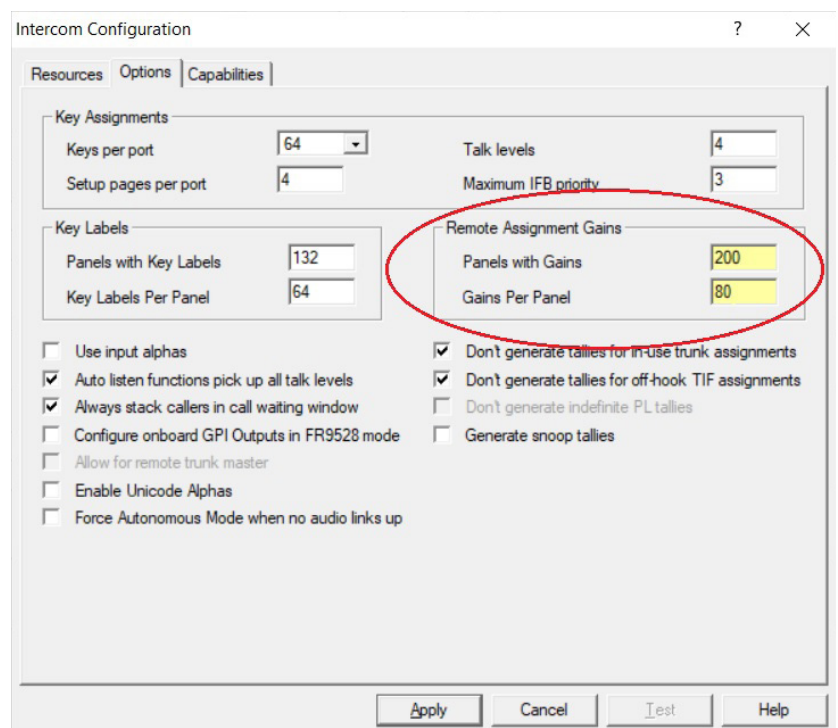 Intercom Configuration ? X
Resources Options Capabilities
Key Assignments
Keys per port 64 Talk levels 4
Setup pages per port 4 Maximum IFB priority 3
Key Labels Remote Assignment Gains
Panels with Key Labels 132 Panels with Gains 200
Key Labels Per Panel 64 Gains Per Panel 80
Use input alphas Don't generate tallies for in-use trunk assignments
Auto listen functions pick up all talk levels Don't generate tallies for off-hook TIF assignments
Always stack callers in call waiting window Don't generate indefinite PL tallies
Configure onboard GPI Outputs in FR9528 mode Generate snoop tallies
Allow for remote trunk master
Enable Unicode Alphas
Force Autonomous Mode when no audio links up
Apply Cancel Test Help